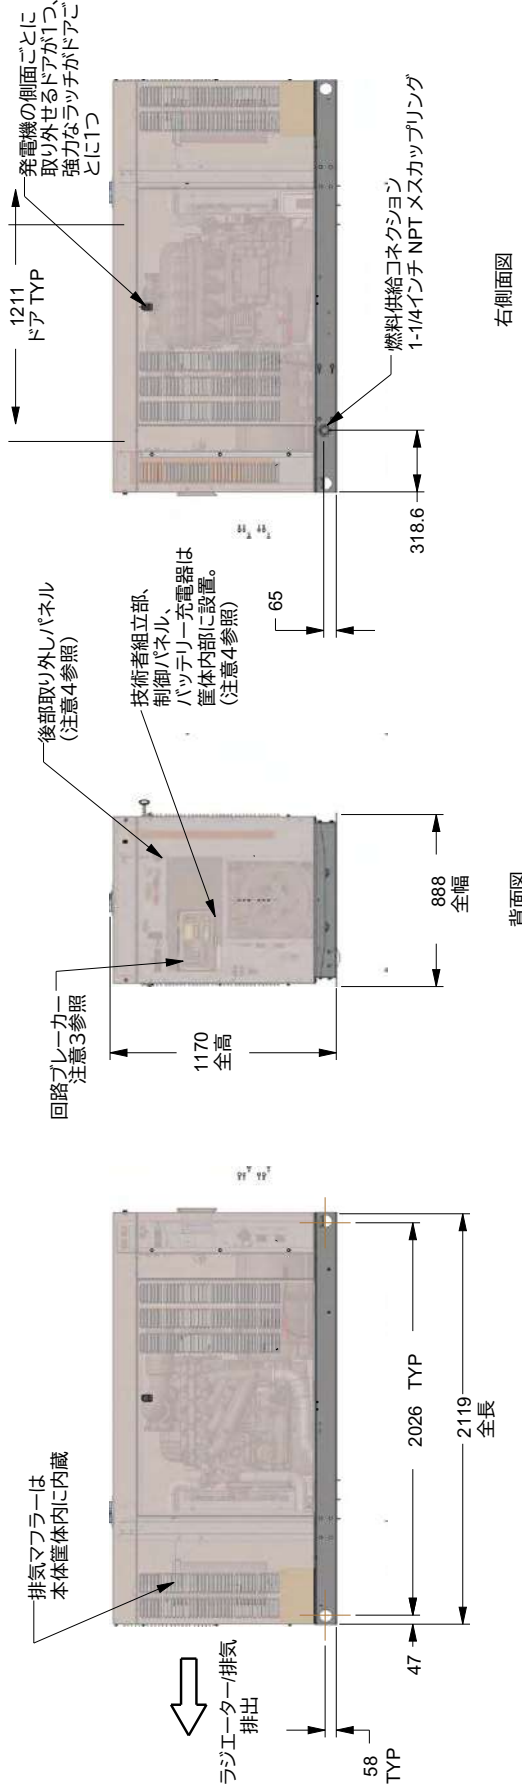 排気マフラーは
本体筐体内に内蔵
ラジエーター/排気
排出
58
TYP
47
2026 TYP
2119
全長
回路ブレーカー
注意3参照
後部取り外しパネル
（注意4参照）
技術者組立部、
制御パネル、
バッテリー充電器は
筐体内部に設置。
（注意4参照）
1170
全高
888
全幅
背面図
発電機の側面ごとに
取り外せるドアが1つ、
強力なラッチがドアご
とに1つ
1211
ドア TYP
65
318.6
燃料供給コネクション
1-1/4インチ NPT メスカップリング
右側面図